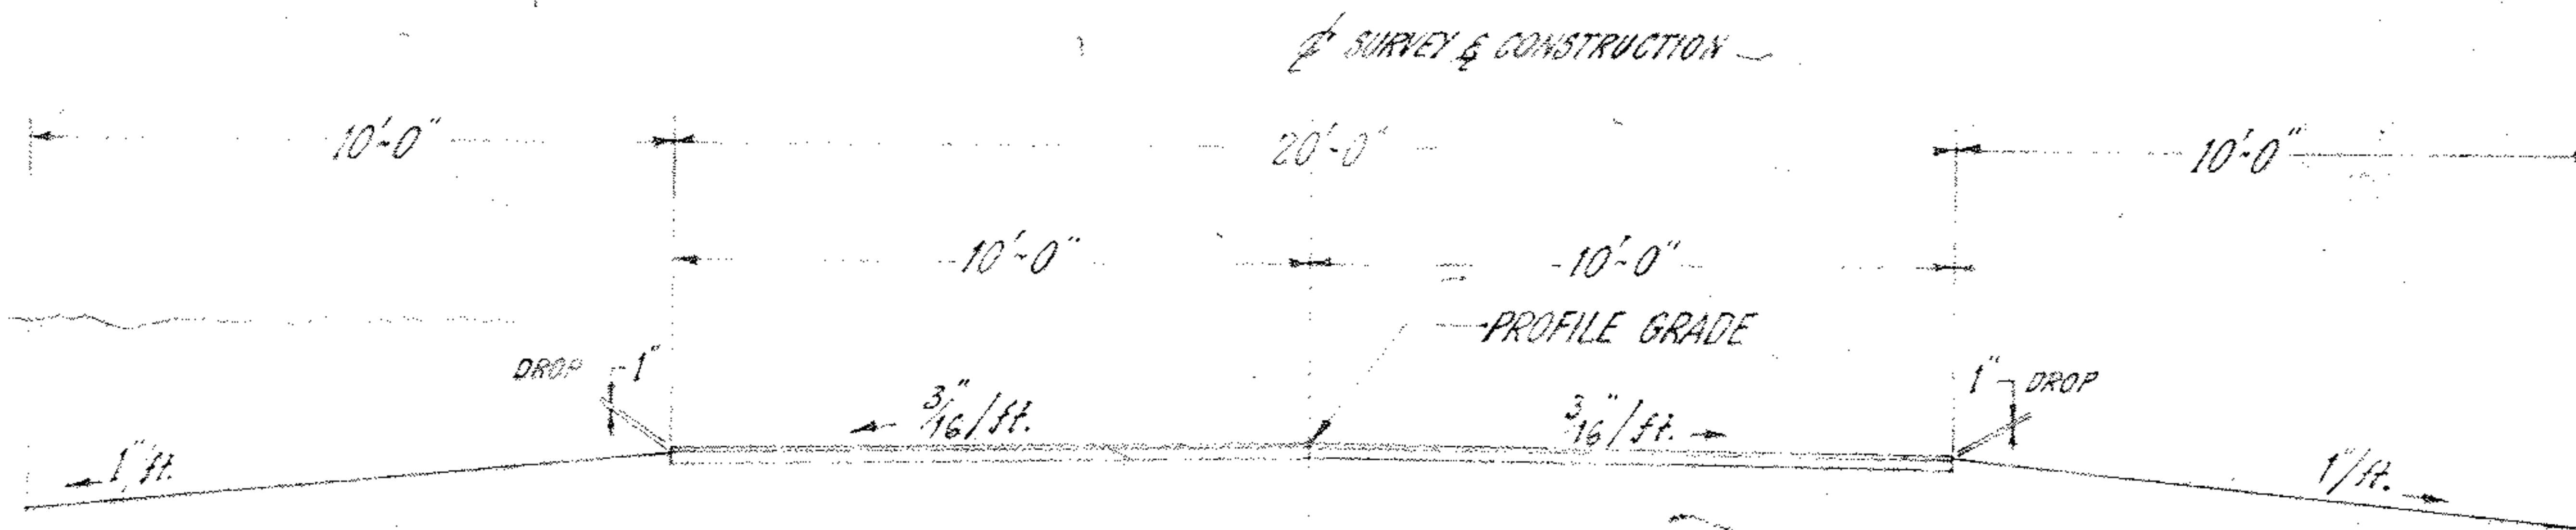 ℄ SURVEY & CONSTRUCTION
10'-0" 20'-0" 10'-0"
10'-0" 10'-0"
PROFILE GRADE
DROP 1" 1" DROP
3/16"/ft. 3/16"/ft.
1"/ft. 1"/ft.